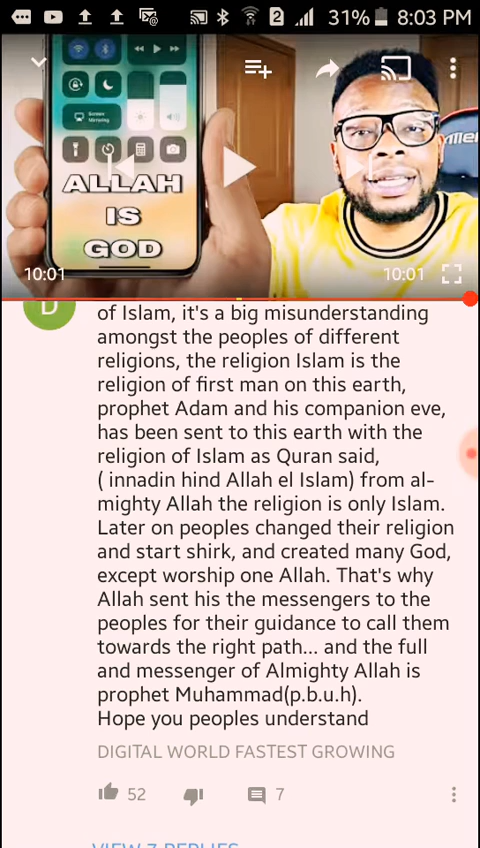 31% 8:03 PM
2
Screen
Mirroring
ALLAH
IS
GOD
10:01 10:01
D
of Islam, it's a big misunderstanding
amongst the peoples of different
religions, the religion Islam is the
religion of first man on this earth,
prophet Adam and his companion eve,
has been sent to this earth with the
religion of Islam as Quran said,
( innadin hind Allah el Islam) from al-
mighty Allah the religion is only Islam.
Later on peoples changed their religion
and start shirk, and created many God,
except worship one Allah. That's why
Allah sent his the messengers to the
peoples for their guidance to call them
towards the right path... and the full
and messenger of Almighty Allah is
prophet Muhammad(p.b.u.h).
Hope you peoples understand
DIGITAL WORLD FASTEST GROWING
52 7
VIEW 7 REPLIES